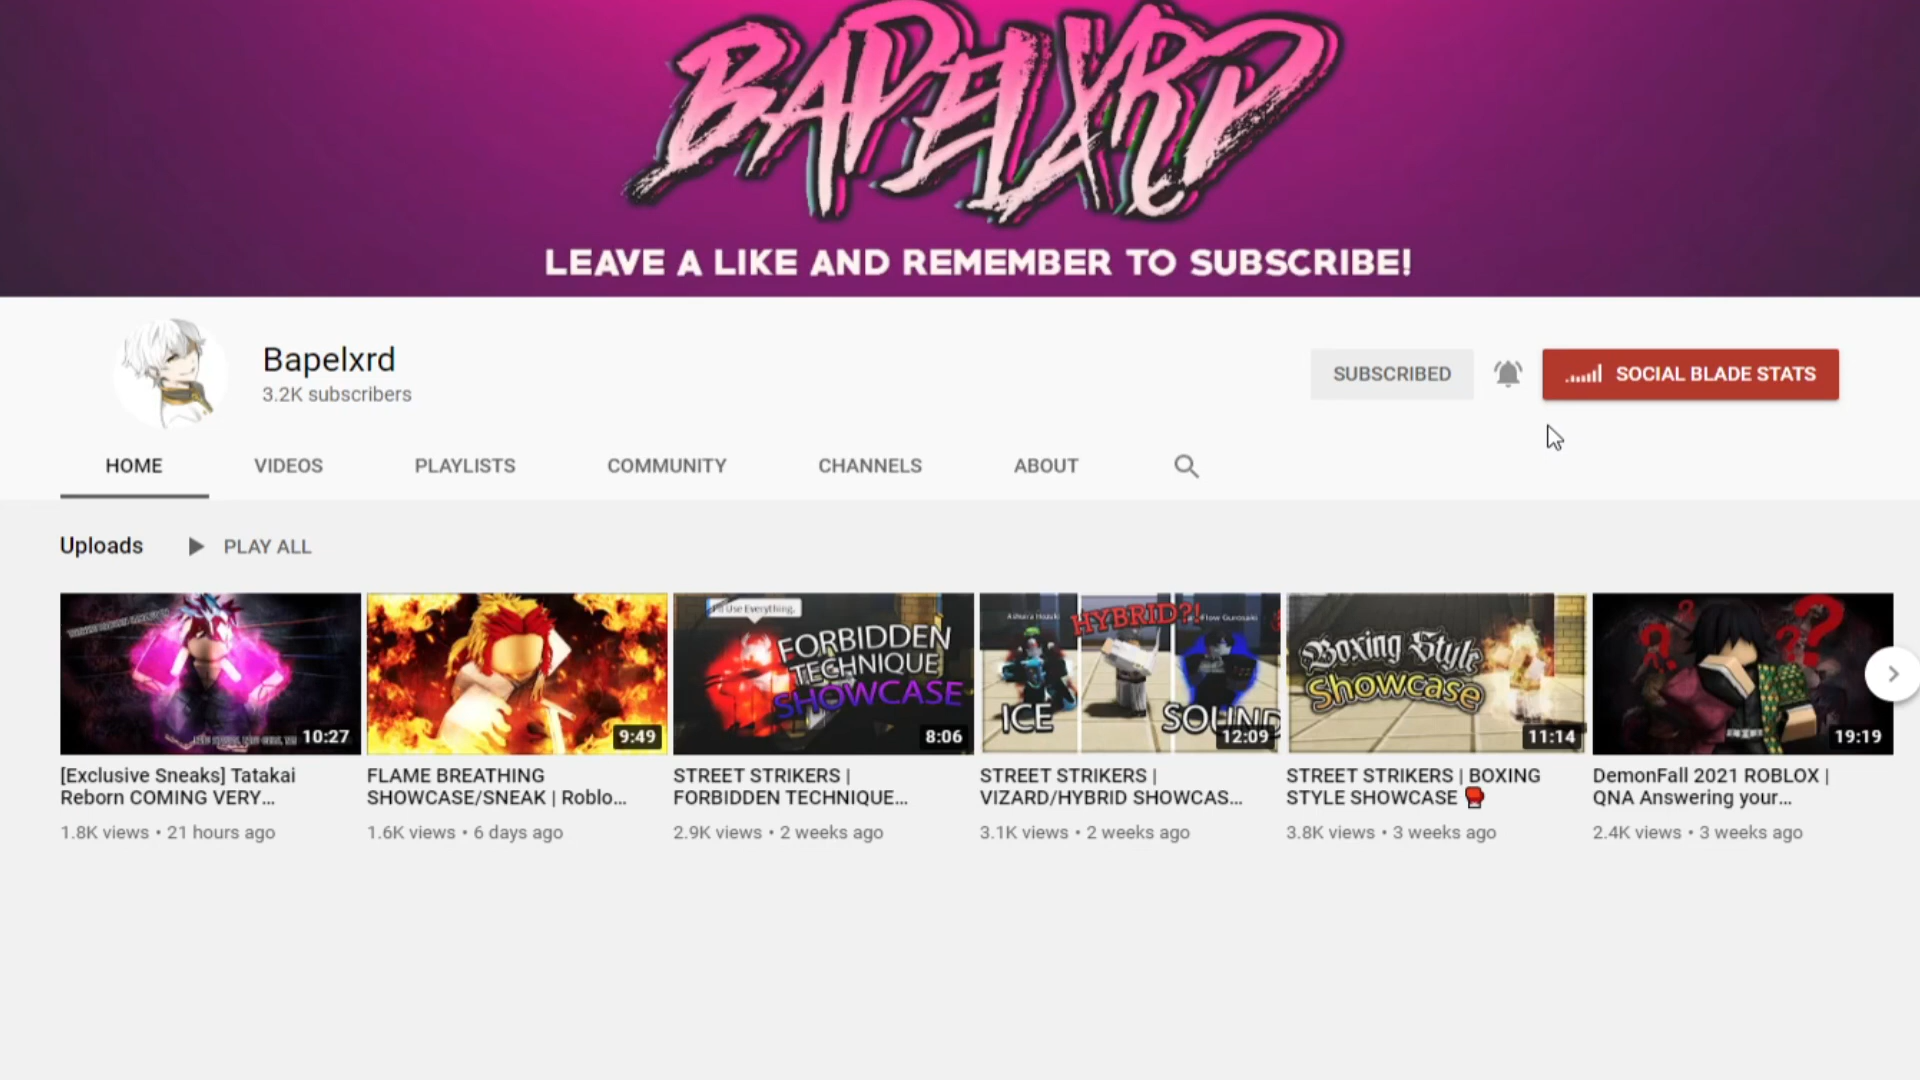 BAPELXRD
LEAVE A LIKE AND REMEMBER TO SUBSCRIBE!
Bapelxrd
3.2K subscribers
SUBSCRIBED
SOCIAL BLADE STATS
HOME VIDEOS PLAYLISTS COMMUNITY CHANNELS ABOUT
Uploads PLAY ALL
10:27
9:49
I'll Use Everything.
FORBIDDEN
TECHNIQUE
SHOWCASE
8:06
HYBRID?!
ICE
SOUND
12:09
Boxing Style
Showcase
11:14
19:19
[Exclusive Sneaks] Tatakai
Reborn COMING VERY...
1.8K views • 21 hours ago
FLAME BREATHING
SHOWCASE/SNEAK | Roblo...
1.6K views • 6 days ago
STREET STRIKERS |
FORBIDDEN TECHNIQUE...
2.9K views • 2 weeks ago
STREET STRIKERS |
VIZARD/HYBRID SHOWCAS...
3.1K views • 2 weeks ago
STREET STRIKERS | BOXING
STYLE SHOWCASE 🥊
3.8K views • 3 weeks ago
DemonFall 2021 ROBLOX |
QNA Answering your...
2.4K views • 3 weeks ago